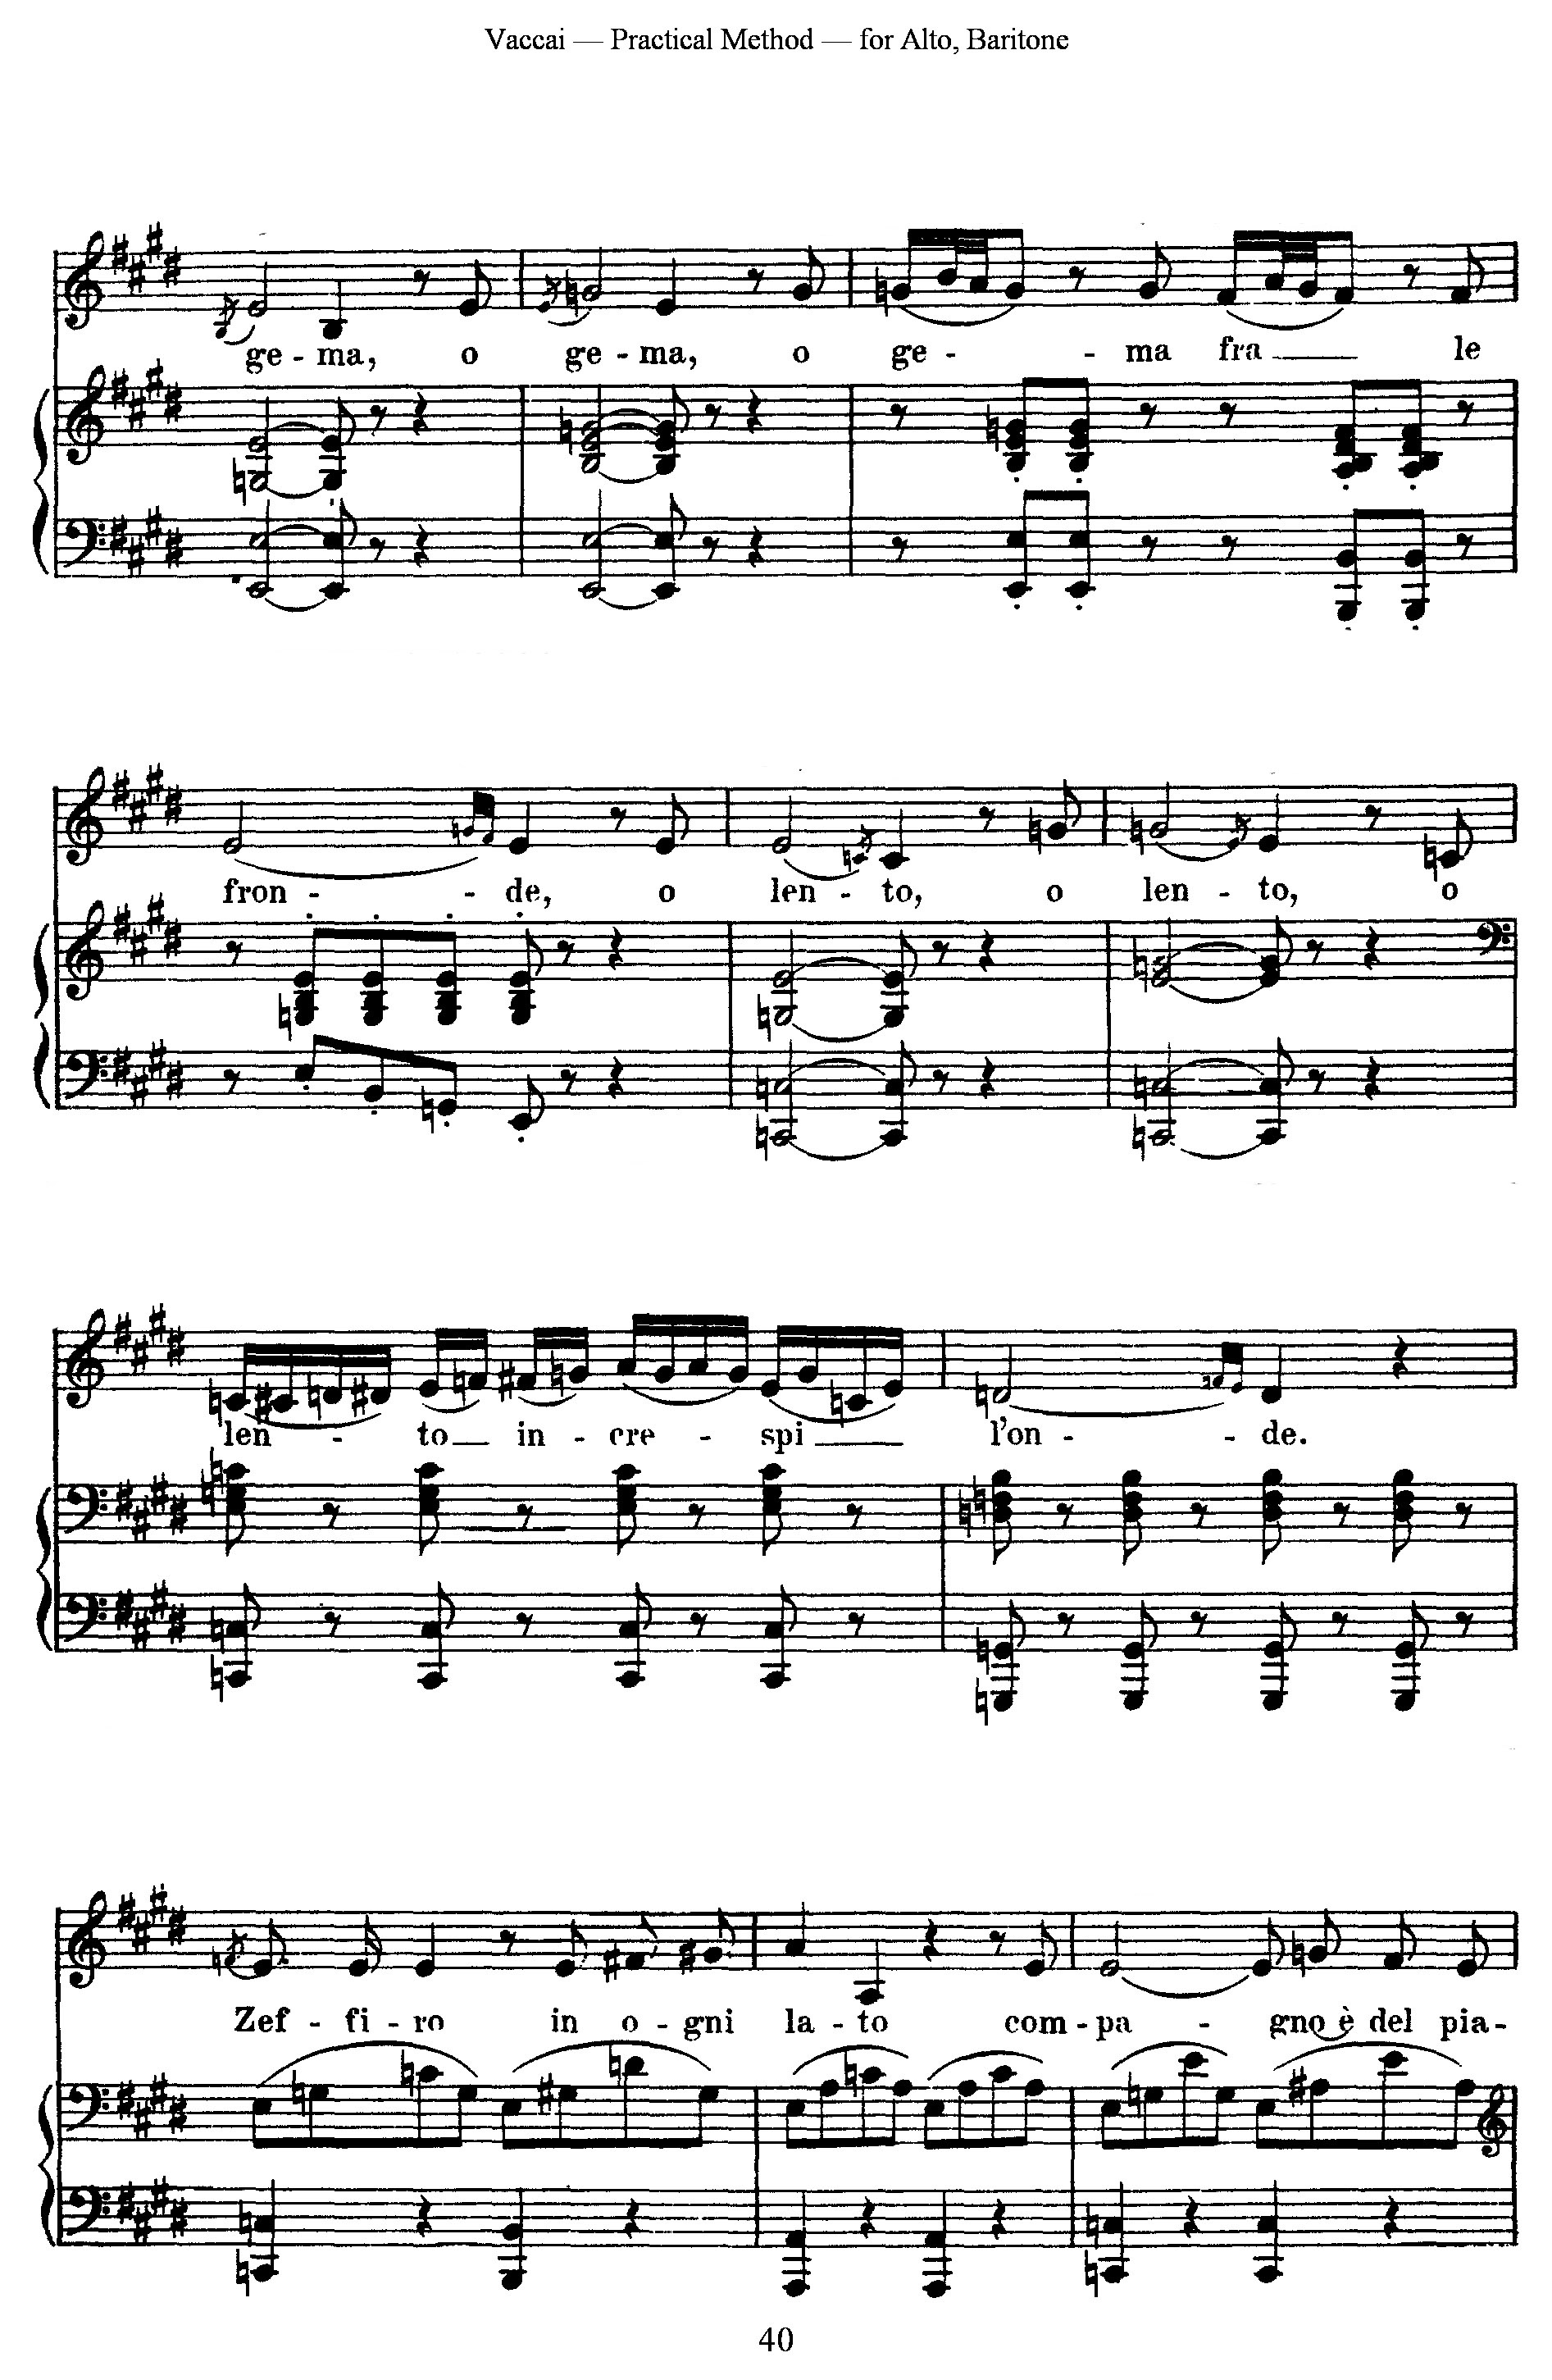 Vaccai — Practical Method — for Alto, Baritone
ge - ma, o ge - ma, o ge - - ma fra le
fron - - de, o len - to, o len - to, o
len - - to in - cre - spi l'on - - de.
Zef - fi - ro in o - gni la - to com - pa - gno è del pia -
40